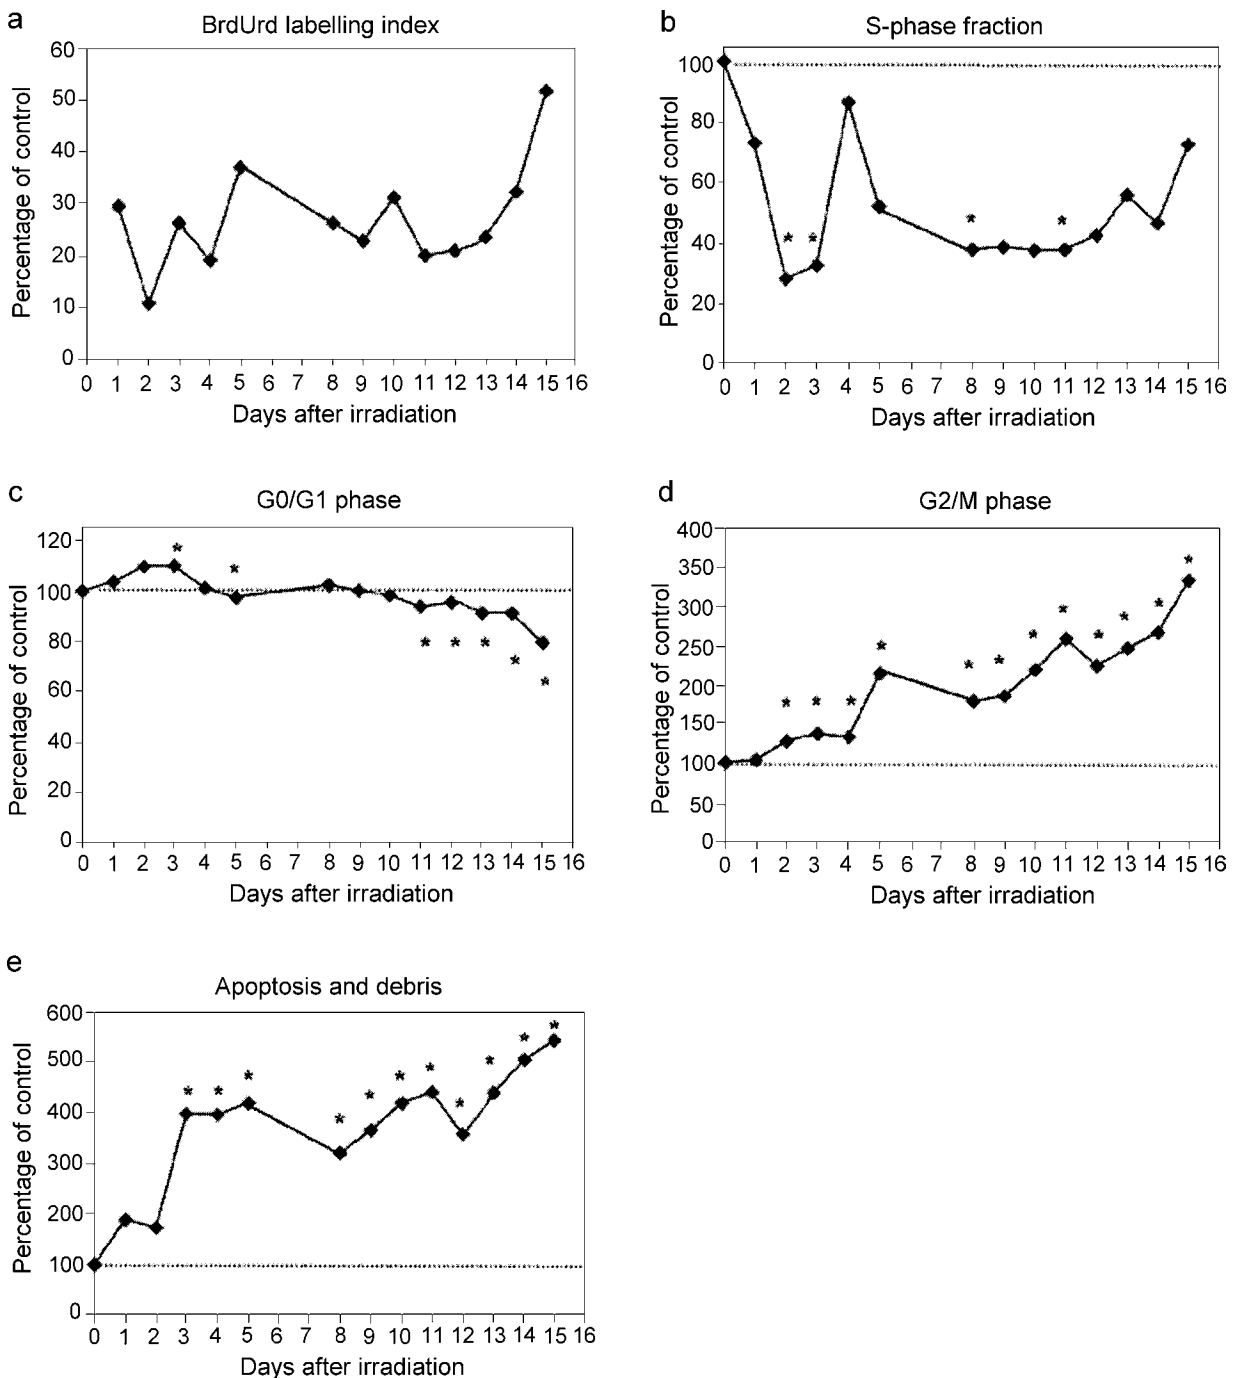 a
BrdUrd labelling index
Percentage of control
60
50
40
30
20
10
0
0 1 2 3 4 5 6 7 8 9 10 11 12 13 14 15 16
Days after irradiation
b
S-phase fraction
Percentage of control
100
80
60
40
20
0
0 1 2 3 4 5 6 7 8 9 10 11 12 13 14 15 16
* * * *
Days after irradiation
c
G0/G1 phase
Percentage of control
120
100
80
60
40
20
0
* * * * * * *
0 1 2 3 4 5 6 7 8 9 10 11 12 13 14 15 16
Days after irradiation
d
G2/M phase
Percentage of control
400
350
300
250
200
150
100
50
0
* * * * * * * * * * * *
0 1 2 3 4 5 6 7 8 9 10 11 12 13 14 15 16
Days after irradiation
e
Apoptosis and debris
Percentage of control
600
500
400
300
200
100
0
* * * * * * * * * * *
0 1 2 3 4 5 6 7 8 9 10 11 12 13 14 15 16
Days after irradiation